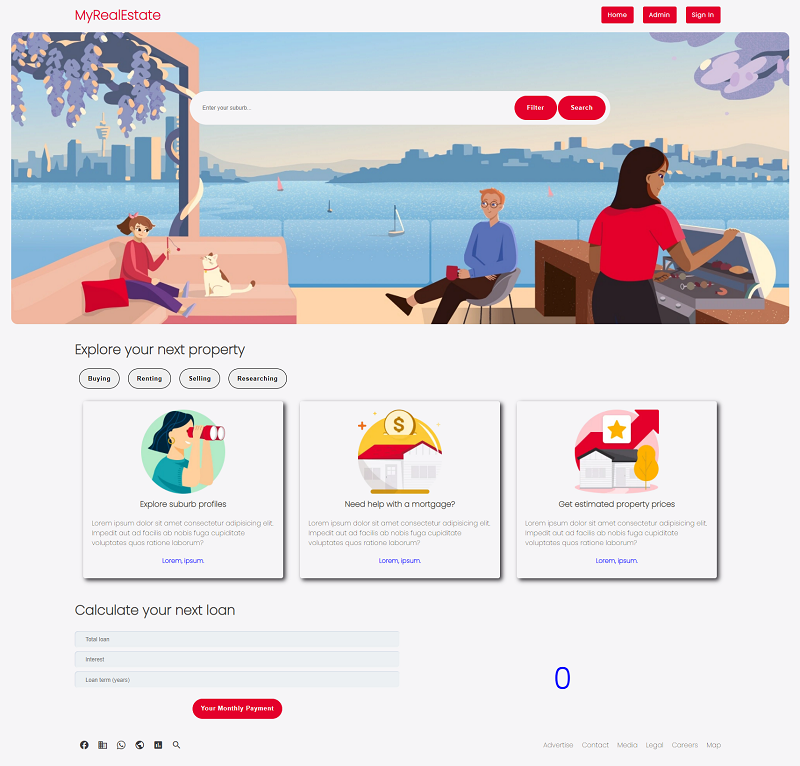 MyRealEstate
Home Admin Sign In
Enter your suburb... Filter Search
Explore your next property
Buying Renting Selling Researching
Explore suburb profiles
Lorem ipsum dolor sit amet consectetur adipisicing elit.
Impedit aut ad facilis ab nobis fuga cupiditate
voluptates quos ratione laborum?
Lorem, ipsum.
Need help with a mortgage?
Lorem ipsum dolor sit amet consectetur adipisicing elit.
Impedit aut ad facilis ab nobis fuga cupiditate
voluptates quos ratione laborum?
Lorem, ipsum.
Get estimated property prices
Lorem ipsum dolor sit amet consectetur adipisicing elit.
Impedit aut ad facilis ab nobis fuga cupiditate
voluptates quos ratione laborum?
Lorem, ipsum.
Calculate your next loan
Total loan
Interest
Loan term (years)
Your Monthly Payment
0
Advertise Contact Media Legal Careers Map